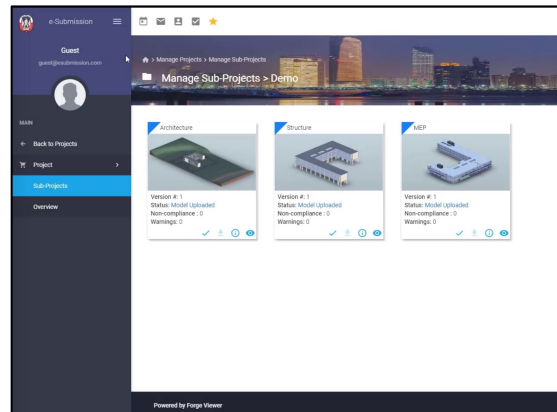 e-Submission
Guest
guest@esubmission.com
MAIN
Back to Projects
Project
Sub-Projects
Overview
> Manage Projects > Manage Sub-Projects
Manage Sub-Projects > Demo
Architecture
Version #: 1
Status: Model Uploaded
Non-compliance : 0
Warnings: 0
Structure
Version #: 1
Status: Model Uploaded
Non-compliance : 0
Warnings: 0
MEP
Version #: 1
Status: Model Uploaded
Non-compliance : 0
Warnings: 0
Powered by Forge Viewer